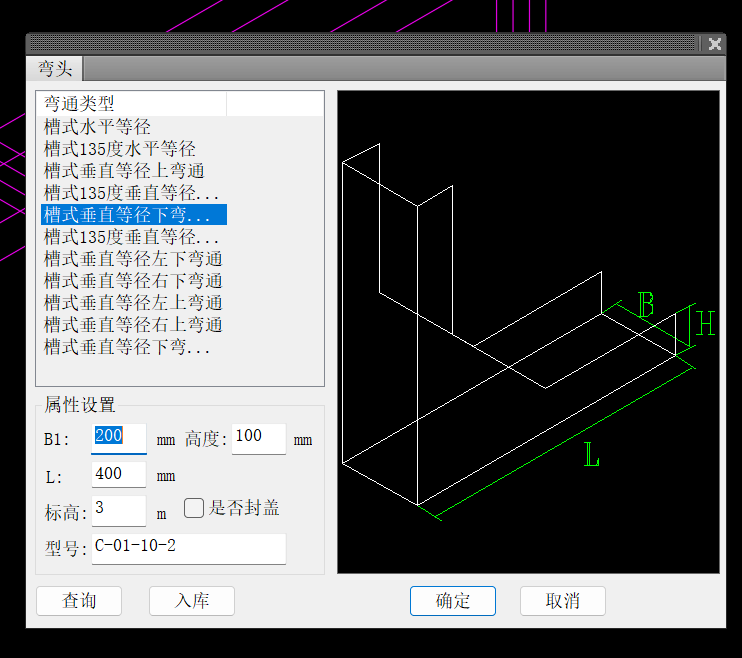 弯头
弯通类型
槽式水平等径
槽式135度水平等径
槽式垂直等径上弯通
槽式135度垂直等径...
槽式垂直等径下弯...
槽式135度垂直等径...
槽式垂直等径左下弯通
槽式垂直等径右下弯通
槽式垂直等径左上弯通
槽式垂直等径右上弯通
槽式垂直等径下弯...
属性设置
B1: 200 mm 高度: 100 mm
L: 400 mm
标高: 3 m 是否封盖
型号: C-01-10-2
B
H
L
查询 入库 确定 取消